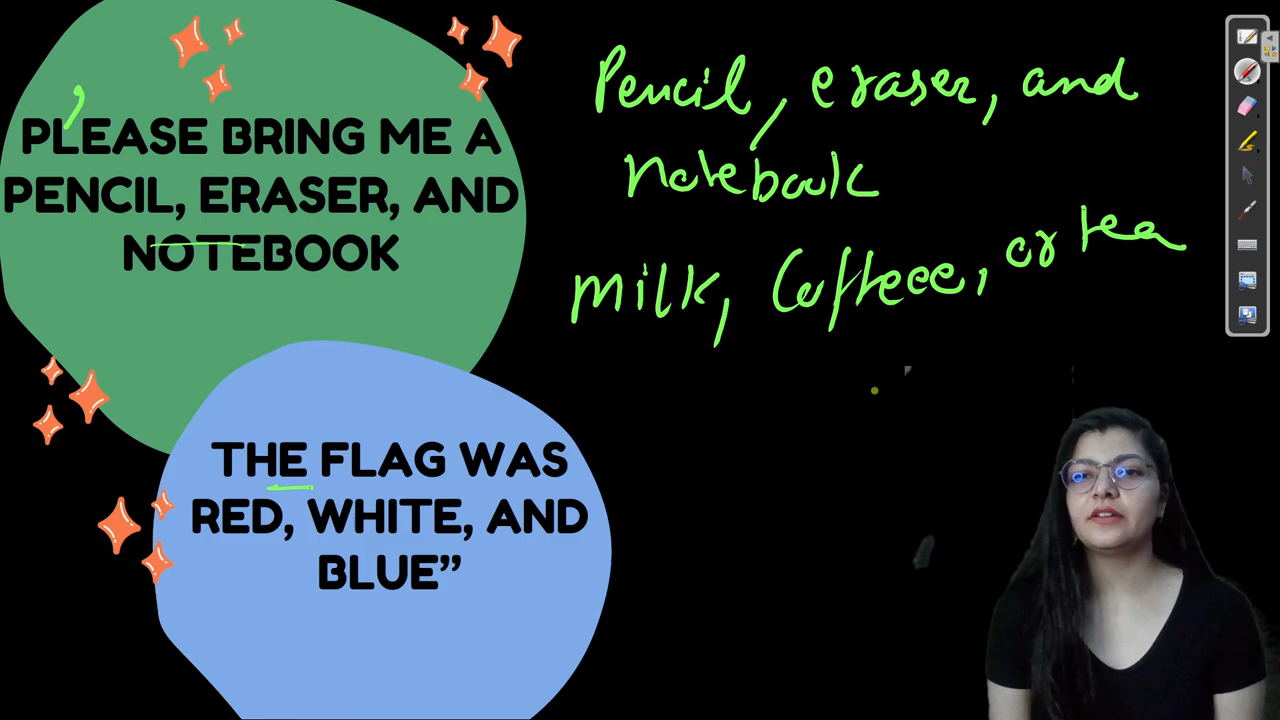 PLEASE BRING ME A
PENCIL, ERASER, AND
NOTEBOOK
THE FLAG WAS
RED, WHITE, AND
BLUE”
Pencil, eraser, and
notebook
milk, Coffeee, or tea